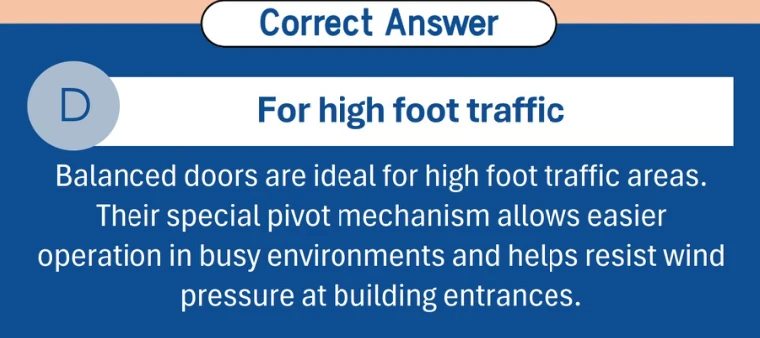 Correct Answer
D
For high foot traffic
Balanced doors are ideal for high foot traffic areas.
Their special pivot mechanism allows easier
operation in busy environments and helps resist wind
pressure at building entrances.